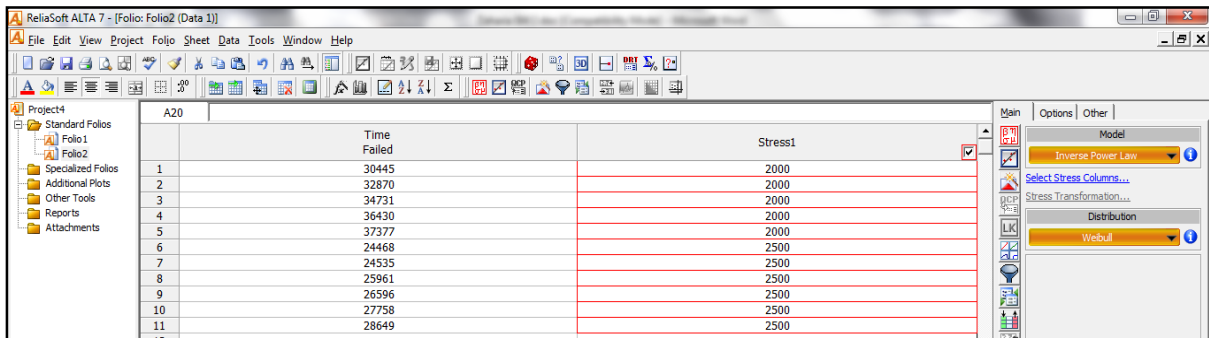 ReliaSoft ALTA 7 - [Folio: Folio2 (Data 1)]
File Edit View Project Folio Sheet Data Tools Window Help
Project4
Standard Folios
Folio1
Folio2
Specialized Folios
Additional Plots
Other Tools
Reports
Attachments
A20
Time Failed Stress1
1 30445 2000
2 32870 2000
3 34731 2000
4 36430 2000
5 37377 2000
6 24468 2500
7 24535 2500
8 25961 2500
9 26596 2500
10 27758 2500
11 28649 2500
Main Options Other
Model
Inverse Power Law
Select Stress Columns...
Stress Transformation...
Distribution
Weibull
QCP
LK
3D